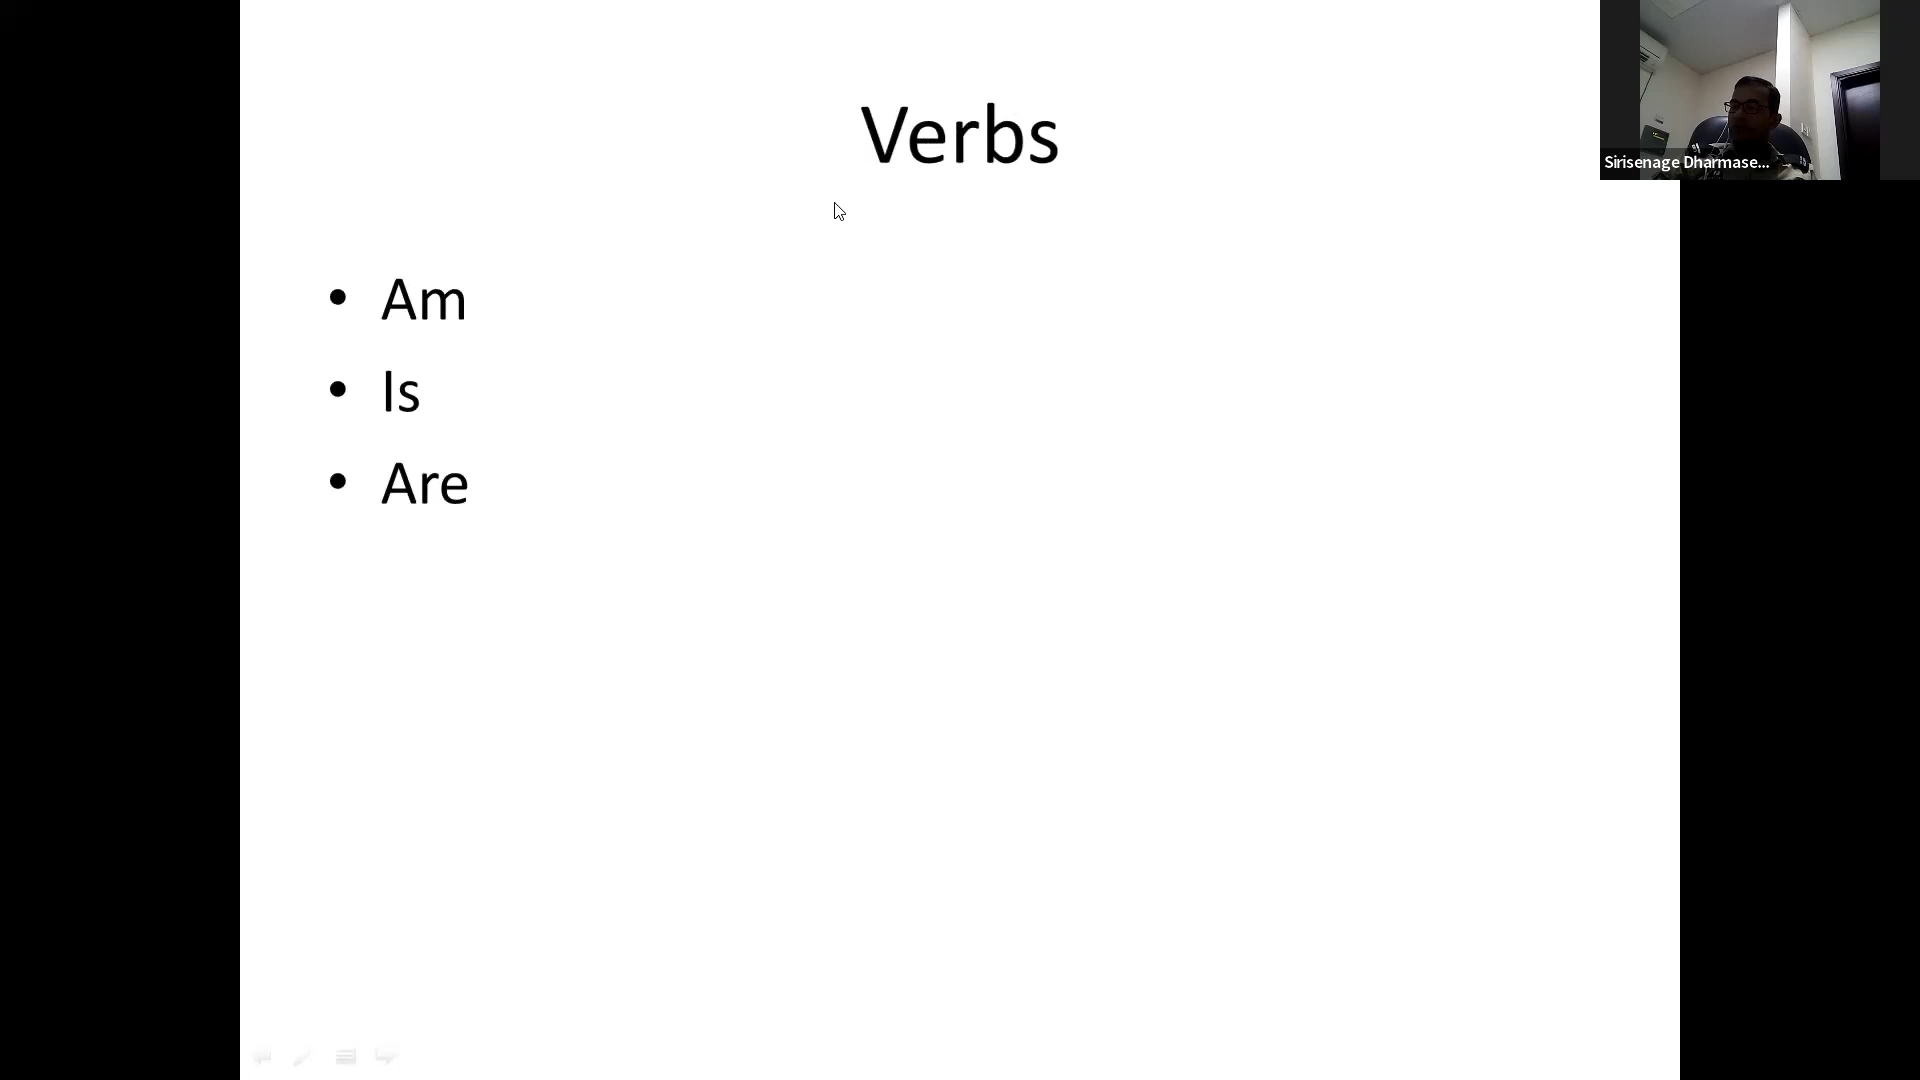 Verbs
Sirisenage Dharmase...
• Am
• Is
• Are